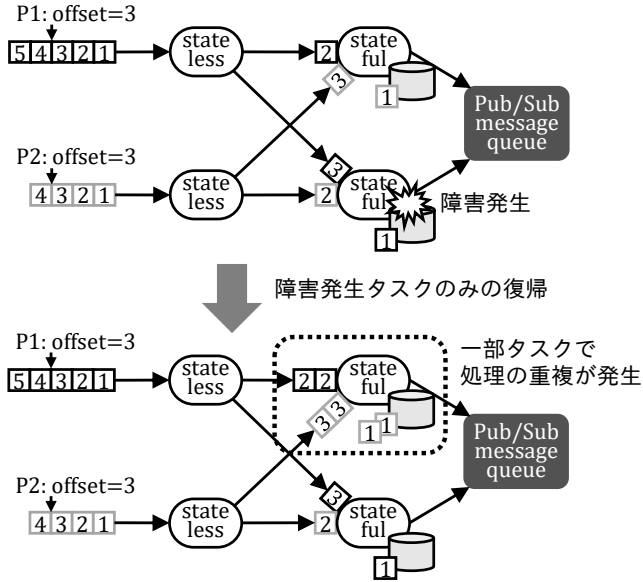 P1: offset=3
5 4 3 2 1
state
less
2
state
ful
3
1
Pub/Sub
message
queue
P2: offset=3
4 3 2 1
state
less
3
2
state
ful
障害発生
1
障害発生タスクのみの復帰
P1: offset=3
5 4 3 2 1
state
less
2 2
state
ful
3 3
1 1
一部タスクで
処理の重複が発生
Pub/Sub
message
queue
P2: offset=3
4 3 2 1
state
less
3
2
state
ful
1